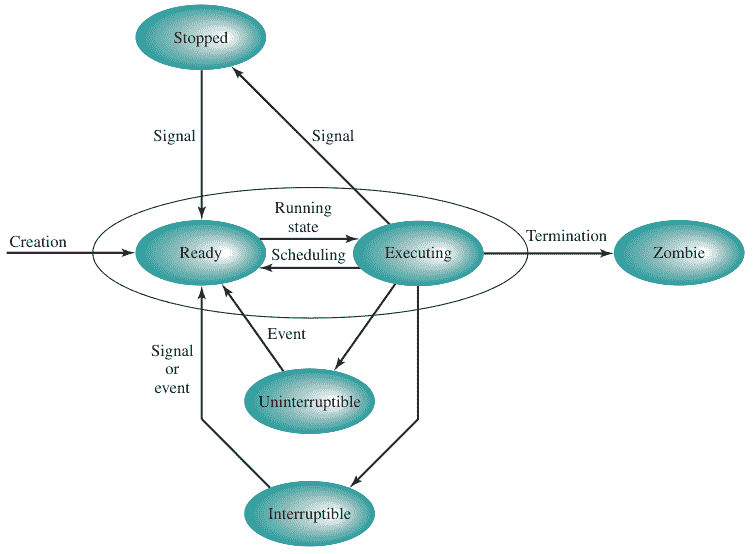 Stopped
Signal
Signal
Running
state
Creation
Ready
Scheduling
Executing
Termination
Zombie
Event
Signal
or
event
Uninterruptible
Interruptible